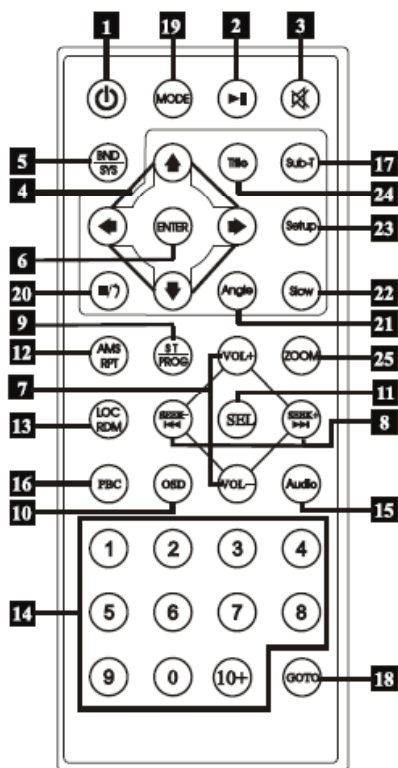 1 19 2 3
MODE
5 BND SYS Title Sub-T 17
4 24
ENTER Setup 23
6
20 ■/ Angle Slow 22
9 21
12 AMS RPT ST PROG VOL+ ZOOM 25
7 11
13 LOC RDM SEEK- SEL SEEK+ 8
16 PBC OSD VOL- Audio
10 15
1 2 3 4
14 5 6 7 8
9 0 10+ GOTO 18